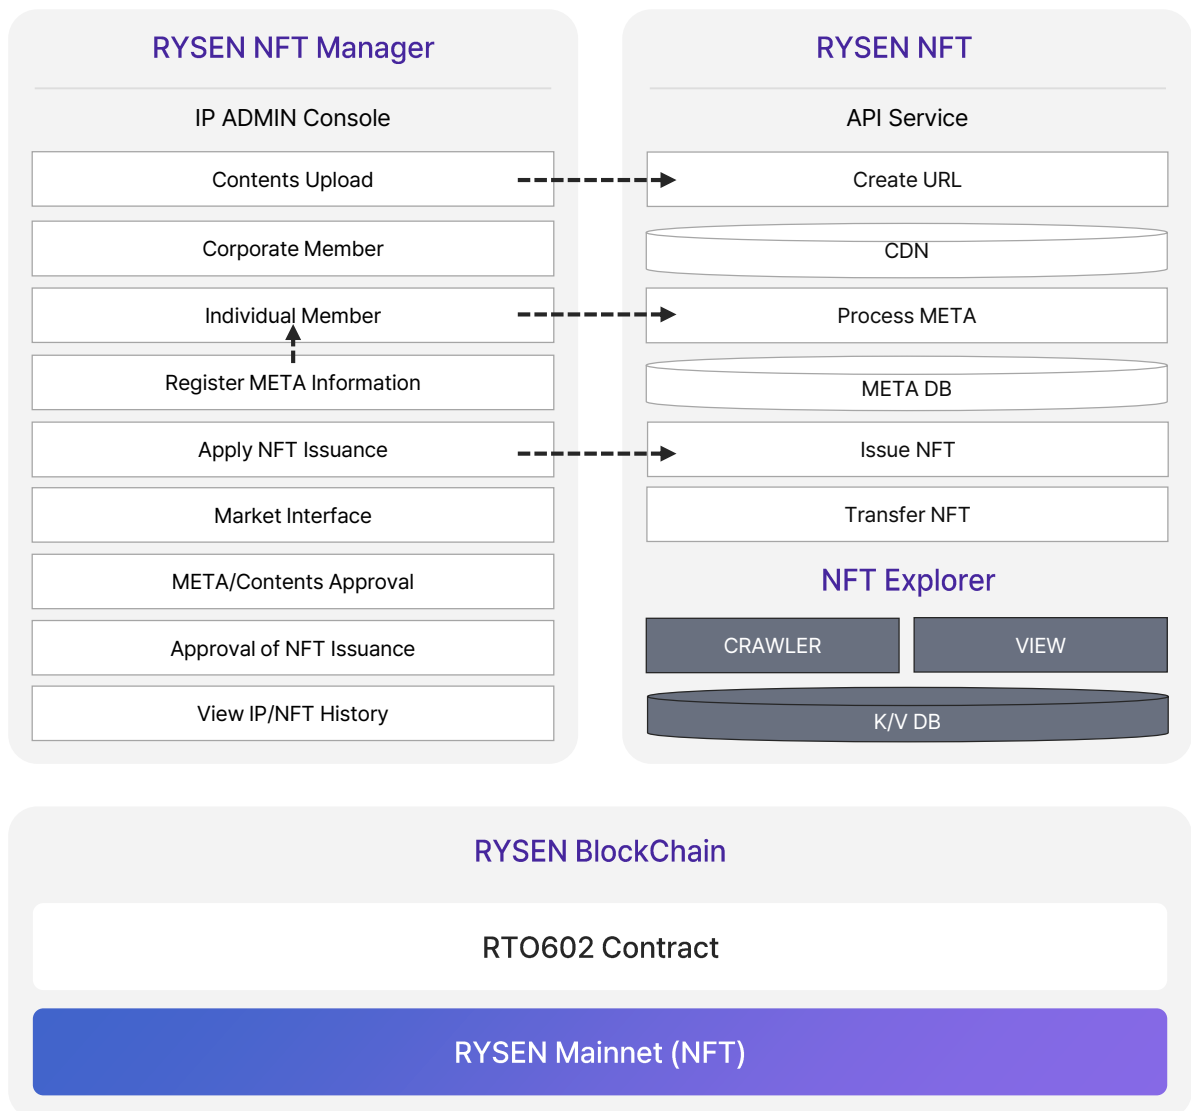 RYSEN NFT Manager
IP ADMIN Console
Contents Upload
Corporate Member
Individual Member
Register META Information
Apply NFT Issuance
Market Interface
META/Contents Approval
Approval of NFT Issuance
View IP/NFT History
RYSEN NFT
API Service
Create URL
CDN
Process META
META DB
Issue NFT
Transfer NFT
NFT Explorer
CRAWLER
VIEW
K/V DB
RYSEN BlockChain
RTO602 Contract
RYSEN Mainnet (NFT)